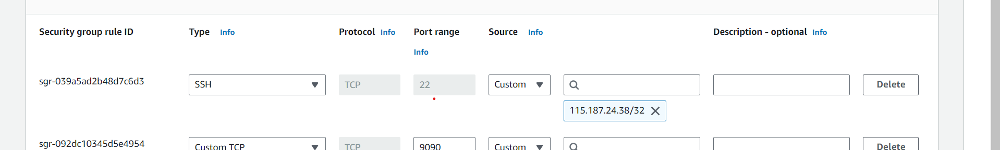 Security group rule ID Type Info Protocol Info Port range Info Source Info Description - optional Info
sgr-039a5ad2b48d7c6d3 SSH TCP 22 Custom Delete
115.187.24.38/32
sgr-092dc10345d5e4954 Custom TCP TCP 9090 Custom Delete